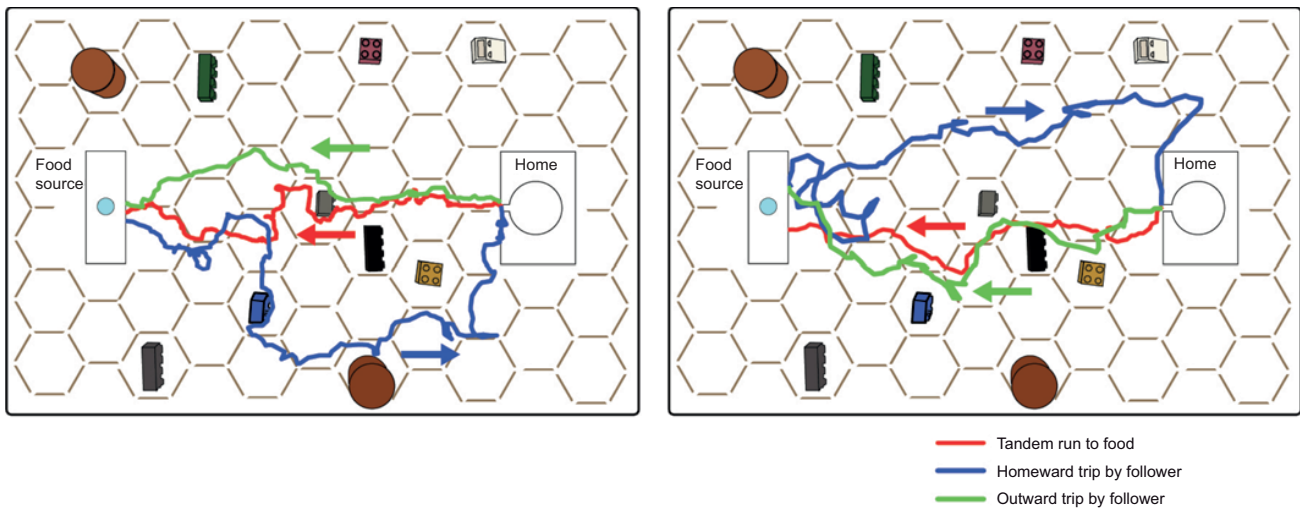 Food
source
Home
Food
source
Home
Tandem run to food
Homeward trip by follower
Outward trip by follower